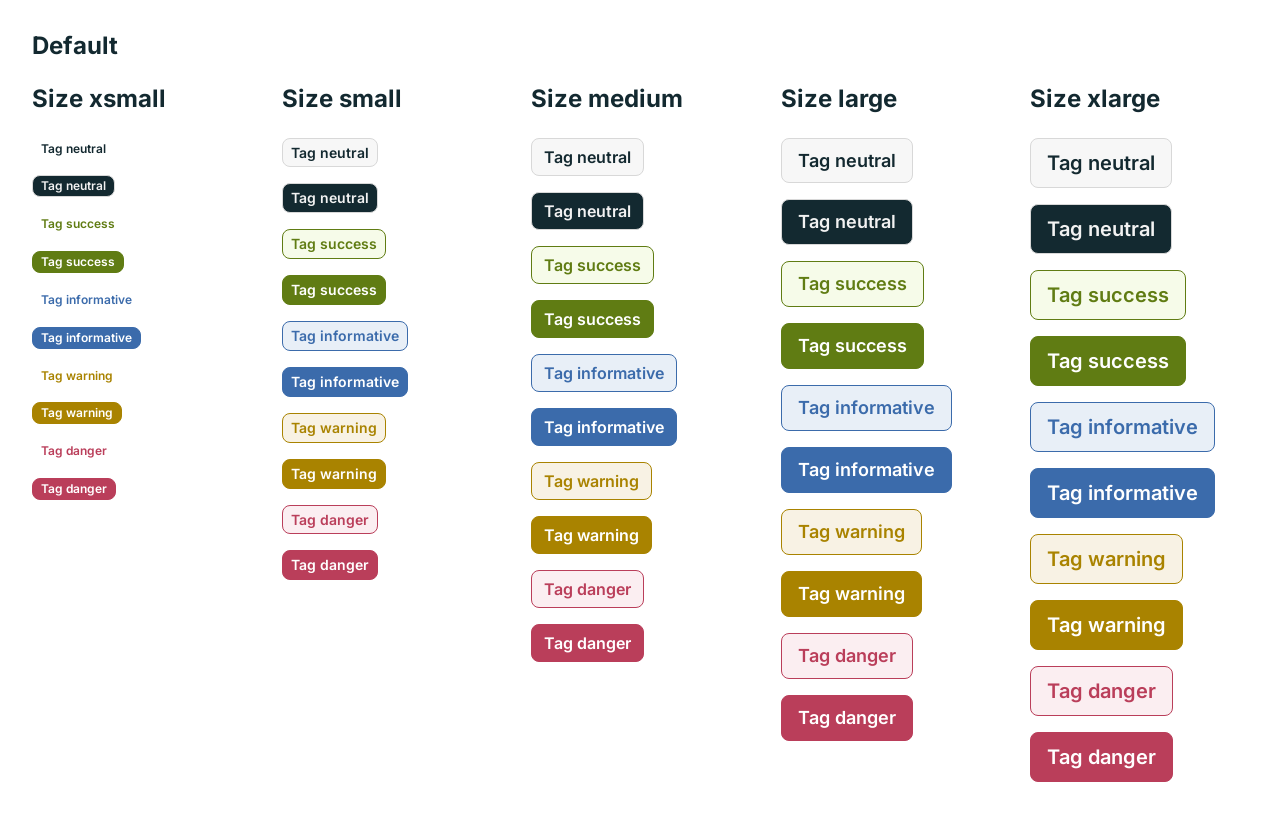 Default
Size xsmall
Tag neutral
Tag neutral
Tag success
Tag success
Tag informative
Tag informative
Tag warning
Tag warning
Tag danger
Tag danger
Size small
Tag neutral
Tag neutral
Tag success
Tag success
Tag informative
Tag informative
Tag warning
Tag warning
Tag danger
Tag danger
Size medium
Tag neutral
Tag neutral
Tag success
Tag success
Tag informative
Tag informative
Tag warning
Tag warning
Tag danger
Tag danger
Size large
Tag neutral
Tag neutral
Tag success
Tag success
Tag informative
Tag informative
Tag warning
Tag warning
Tag danger
Tag danger
Size xlarge
Tag neutral
Tag neutral
Tag success
Tag success
Tag informative
Tag informative
Tag warning
Tag warning
Tag danger
Tag danger